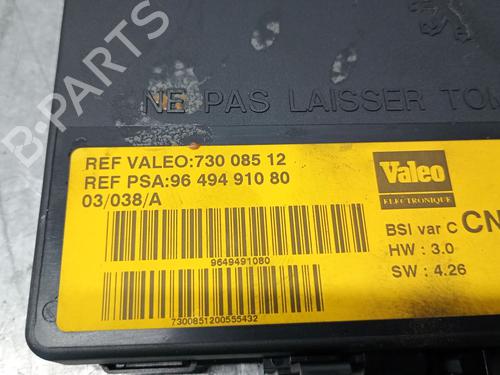 NE PAS LAISSER TOM
REF VALEO:730 085 12
REF PSA:96 494 910 80
03/038/A
9649491080
7300851200555432
Valeo
ELECTRONIQUE
BSI var C CN
HW : 3.0
SW : 4.26
B-PARTS